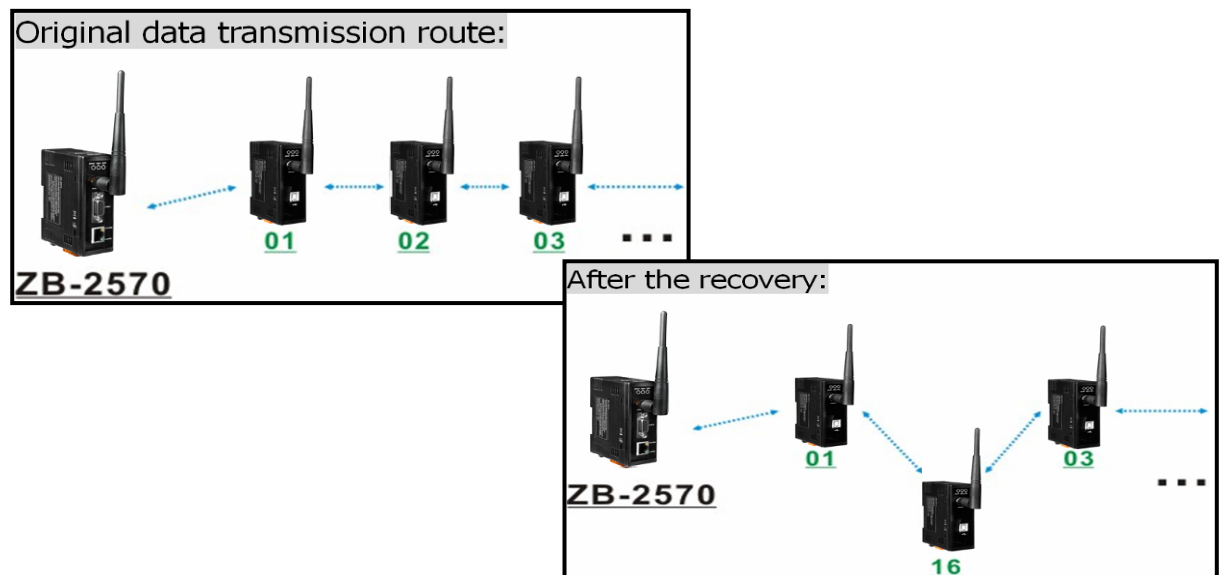 Original data transmission route:
01
02
03
...
ZB-2570
After the recovery:
01
03
...
ZB-2570
16